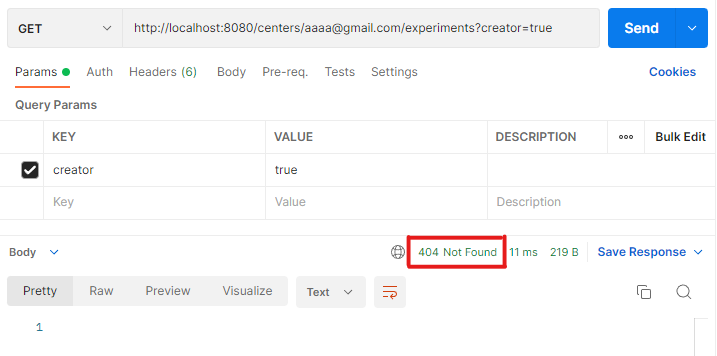 GET http://localhost:8080/centers/aaaa@gmail.com/experiments?creator=true Send
Params Auth Headers (6) Body Pre-req. Tests Settings Cookies
Query Params
KEY VALUE DESCRIPTION ooo Bulk Edit
creator true
Key Value Description
Body 404 Not Found 11 ms 219 B Save Response
Pretty Raw Preview Visualize Text
1